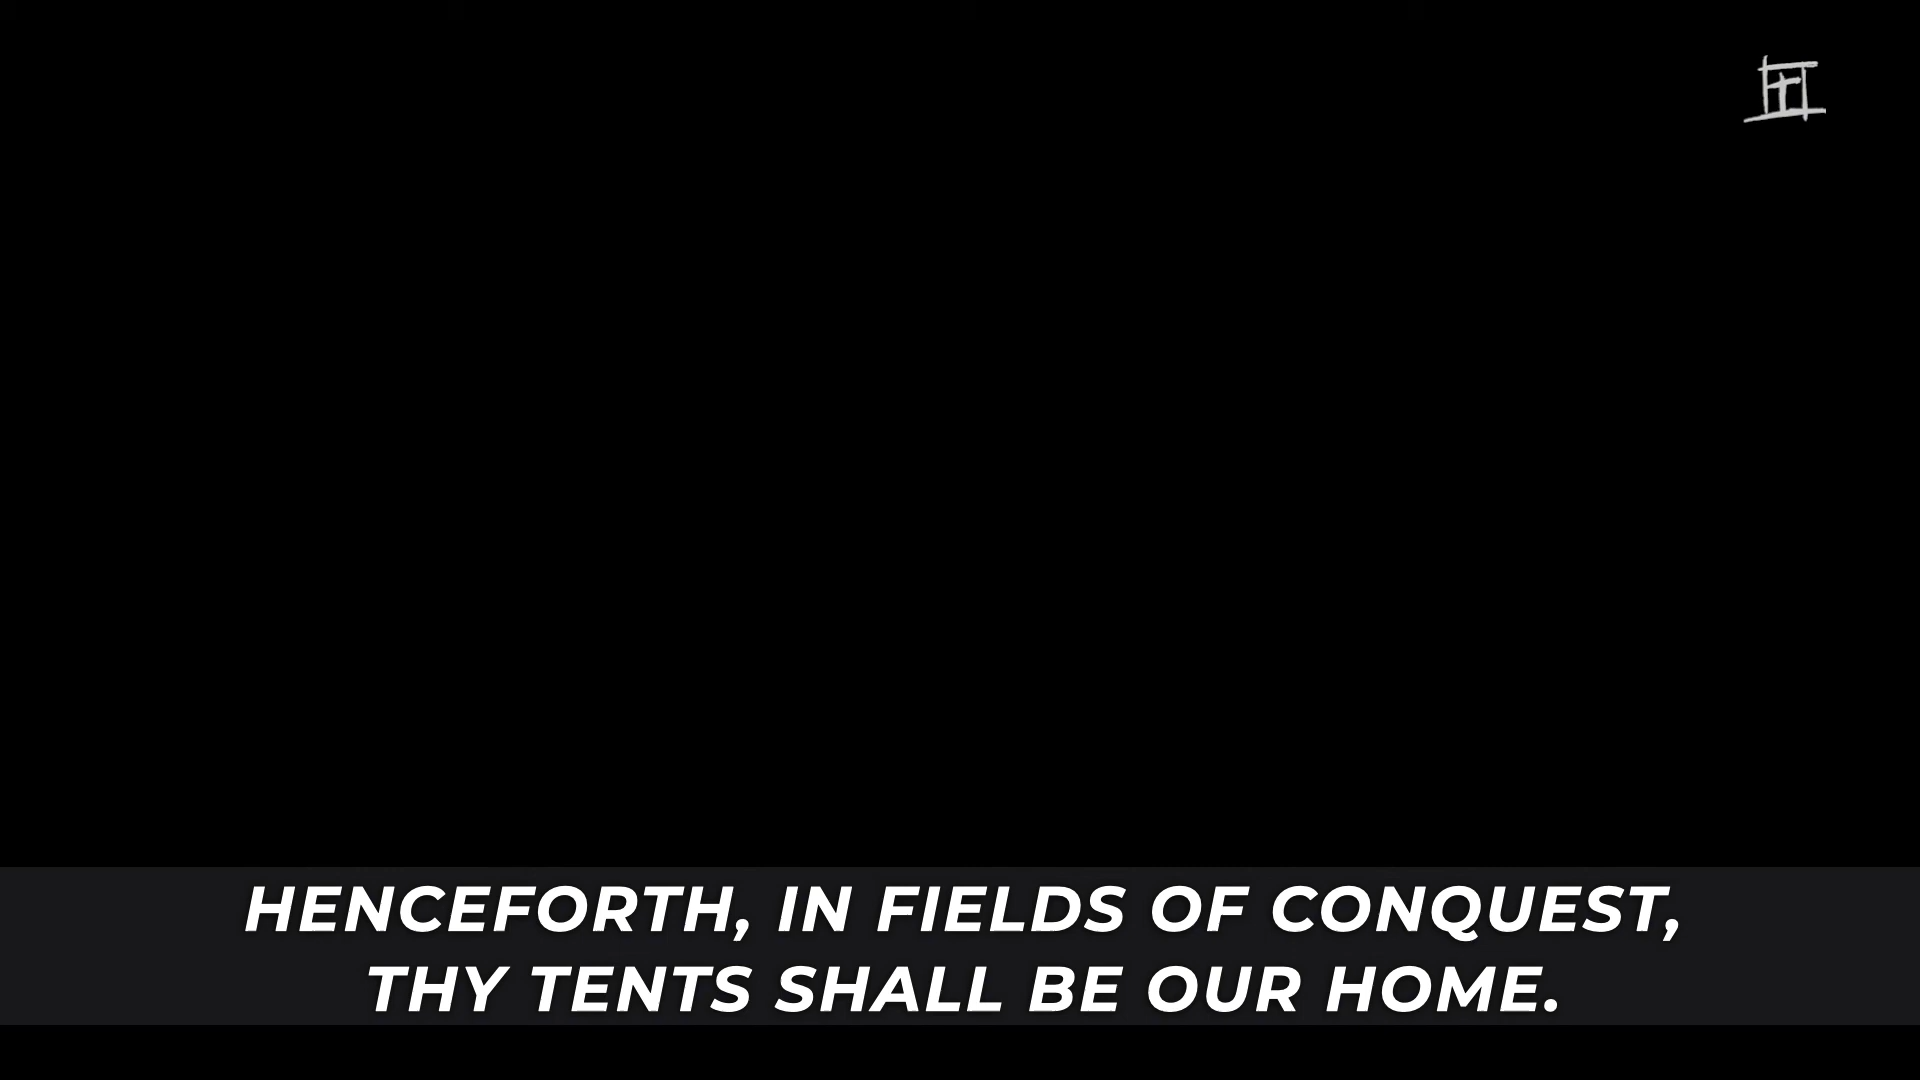 HENCEFORTH, IN FIELDS OF CONQUEST,
THY TENTS SHALL BE OUR HOME.